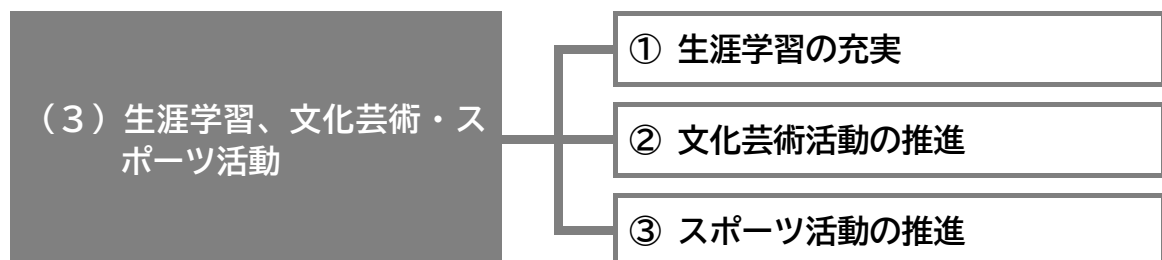 （３）生涯学習、文化芸術・ス
ポーツ活動
① 生涯学習の充実
② 文化芸術活動の推進
③ スポーツ活動の推進